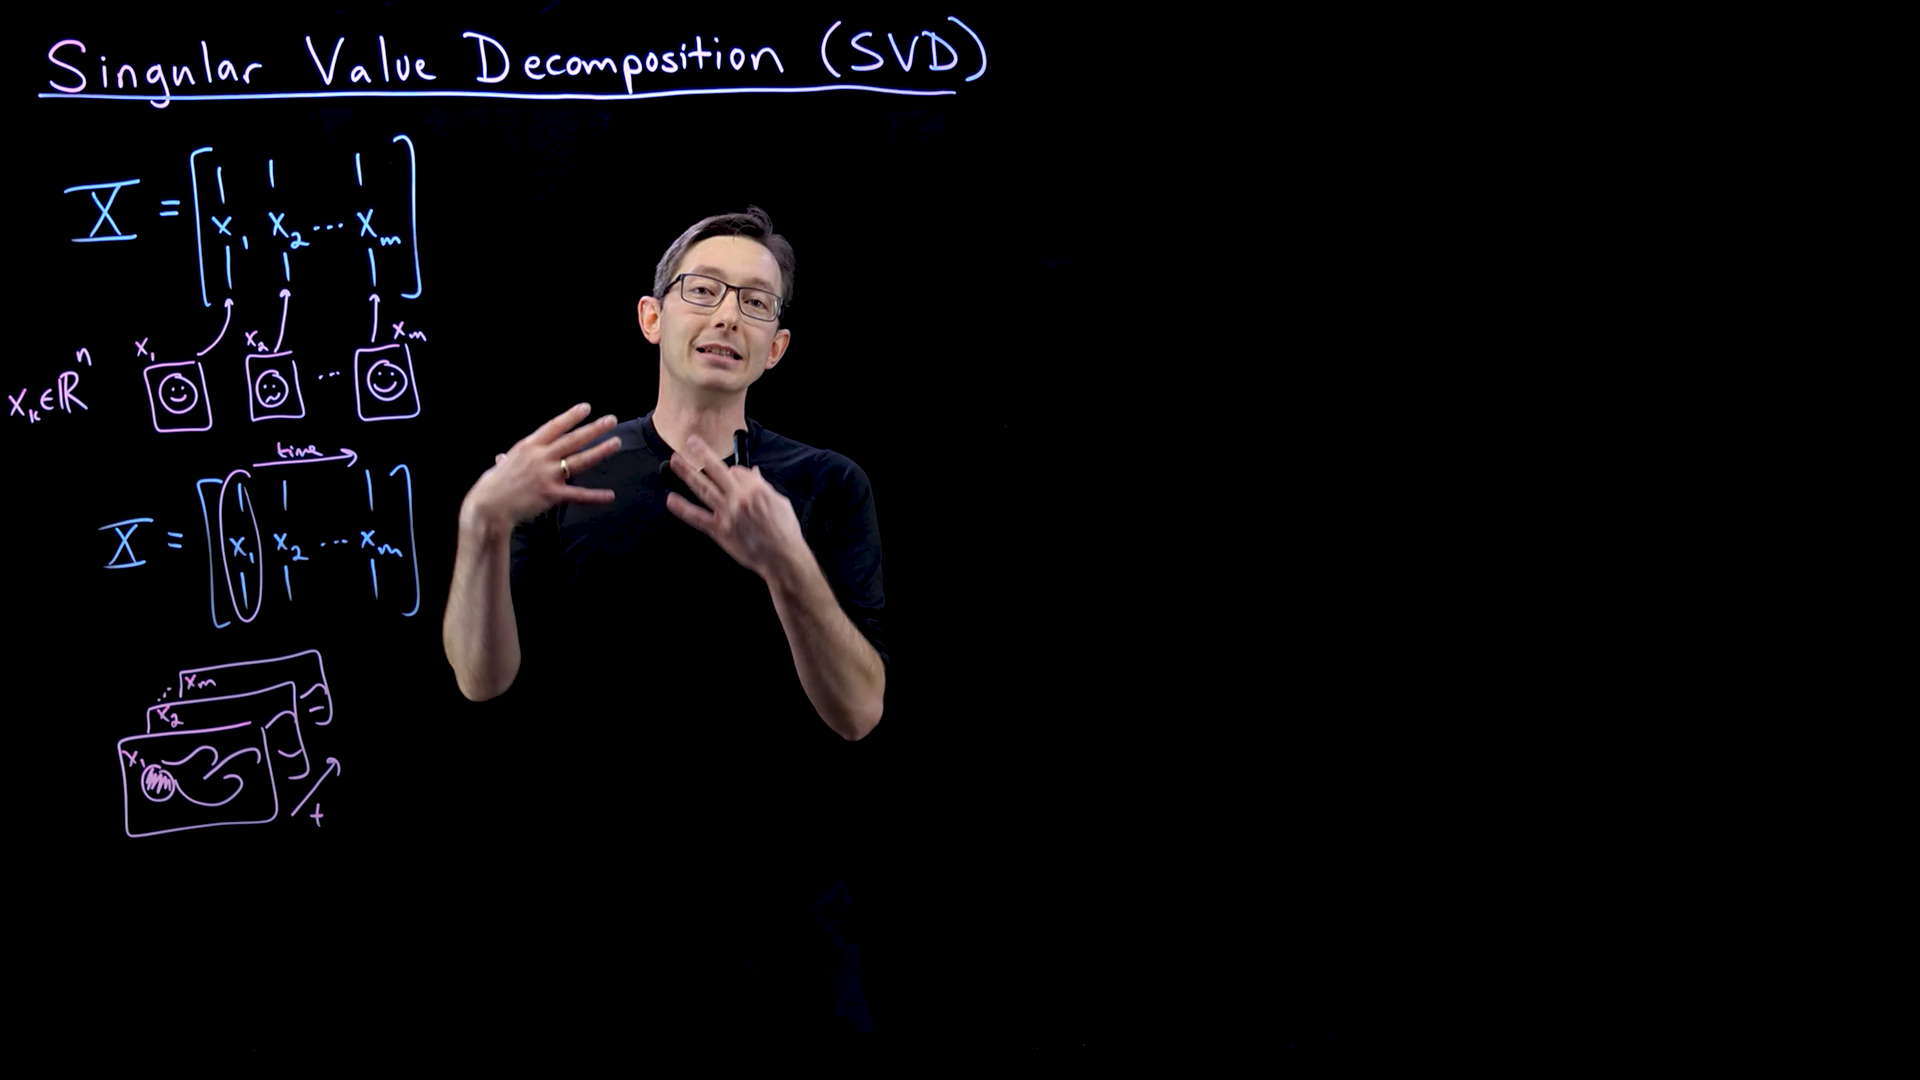 Singular Value Decomposition (SVD)
X = [ x₁ x₂ ... xₘ ]
xₖ∈ℝⁿ x₁ x₂ ... xₘ
time
X = [ x₁ x₂ ... xₘ ]
xₘ
x₂
x₁
t